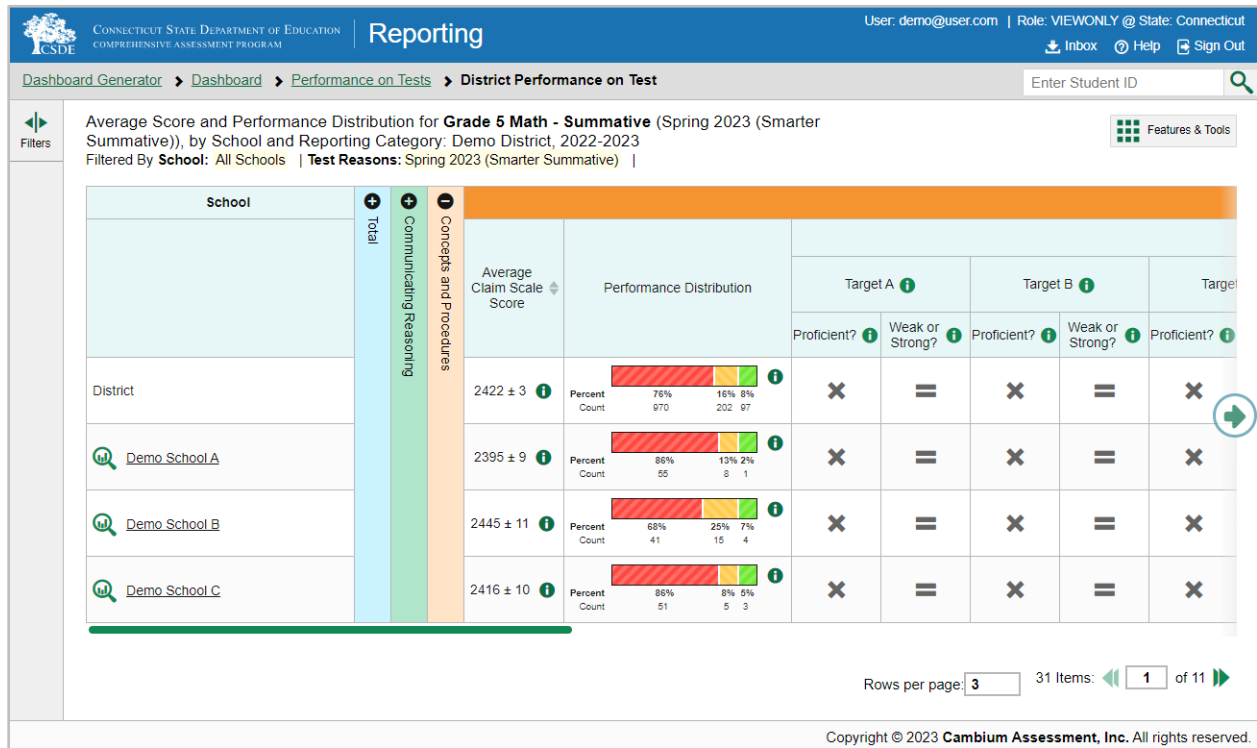 CONNECTICUT STATE DEPARTMENT OF EDUCATION
COMPREHENSIVE ASSESSMENT PROGRAM
CSDE
Reporting
User: demo@user.com | Role: VIEWONLY @ State: Connecticut
Inbox Help Sign Out
Dashboard Generator > Dashboard > Performance on Tests > District Performance on Test
Enter Student ID
Filters
Average Score and Performance Distribution for Grade 5 Math - Summative (Spring 2023 (Smarter
Summative)), by School and Reporting Category: Demo District, 2022-2023
Filtered By School: All Schools | Test Reasons: Spring 2023 (Smarter Summative) |
Features & Tools
School
Total
Communicating Reasoning
Concepts and Procedures
Average
Claim Scale
Score
Performance Distribution
Target A
Target B
Target
Proficient?
Weak or
Strong?
Proficient?
Weak or
Strong?
Proficient?
District
2422 ± 3
Percent 76% 16% 8%
Count 970 202 97
Demo School A
2395 ± 9
Percent 86% 13% 2%
Count 55 8 1
Demo School B
2445 ± 11
Percent 68% 25% 7%
Count 41 15 4
Demo School C
2416 ± 10
Percent 86% 8% 5%
Count 51 5 3
Rows per page: 3
31 Items: 1 of 11
Copyright © 2023 Cambium Assessment, Inc. All rights reserved.